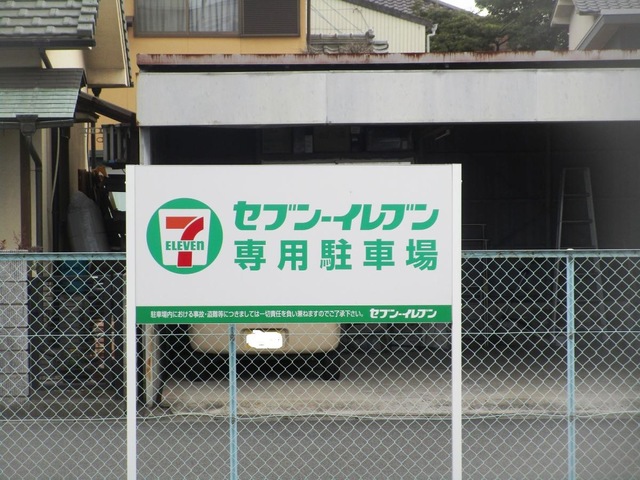 7
ELEVEN
セブン-イレブン
専用駐車場
駐車場内における事故・盗難等につきましては一切責任を負い兼ねますのでご了承下さい。 セブン-イレブン